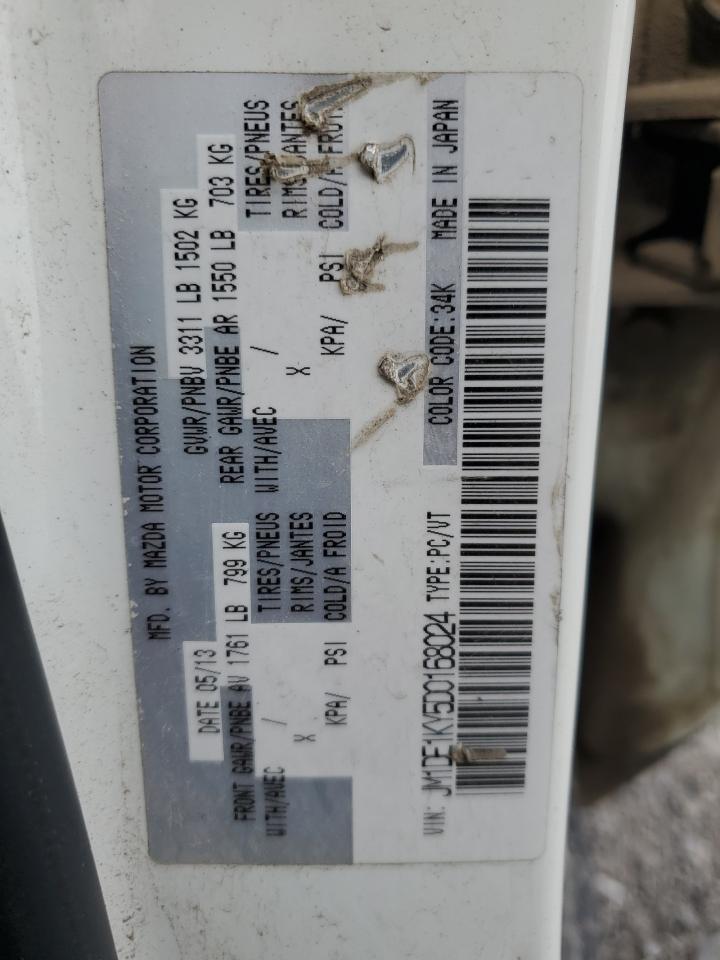 MFD. BY MAZDA MOTOR CORPORATION
DATE 05/13 GVWR/PNBV 3311 LB 1502 KG
FRONT GAWR/PNBE AV 1761 LB 799 KG REAR GAWR/PNBE AR 1550 LB 703 KG
WITH/AVEC TIRES/PNEUS WITH/AVEC TIRES/PNEUS
X / RIMS/JANTES X / RIMS/JANTES
KPA/ PSI COLD/A FROID KPA/ PSI COLD/A
COLOR CODE:34K MADE IN JAPAN
VIN: JM1DE1KY5D0168024 TYPE:PC/VT